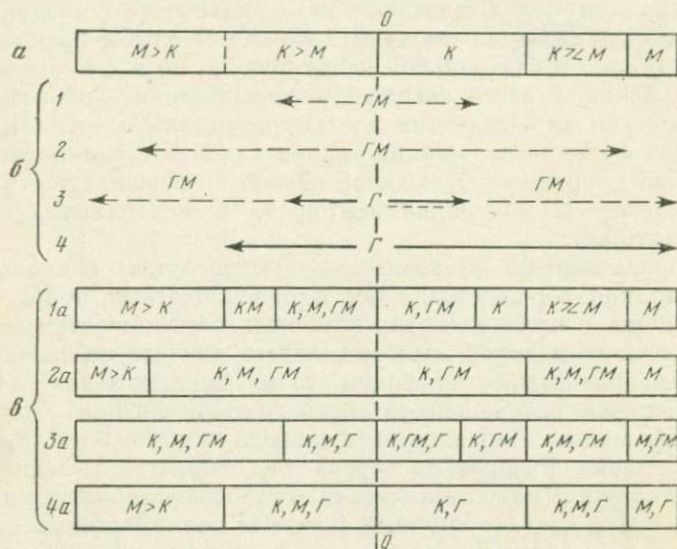 0
а М > К К > М К К ⪌ М М
б
1 ГМ
2 ГМ
3 ГМ Г ГМ
4 Г
в
1а М > К КМ К, М, ГМ К, ГМ К К ⪌ М М
2а М > К К, М, ГМ К, ГМ К, М, ГМ М
3а К, М, ГМ К, М, Г К, ГМ, Г К, ГМ К, М, ГМ М, ГМ
4а М > К К, М, Г К, Г К, М, Г М, Г
0